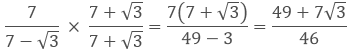 7/(7 − √3) × (7 + √3)/(7 + √3) = 7(7 + √3)/(49 − 3) = (49 + 7√3)/46